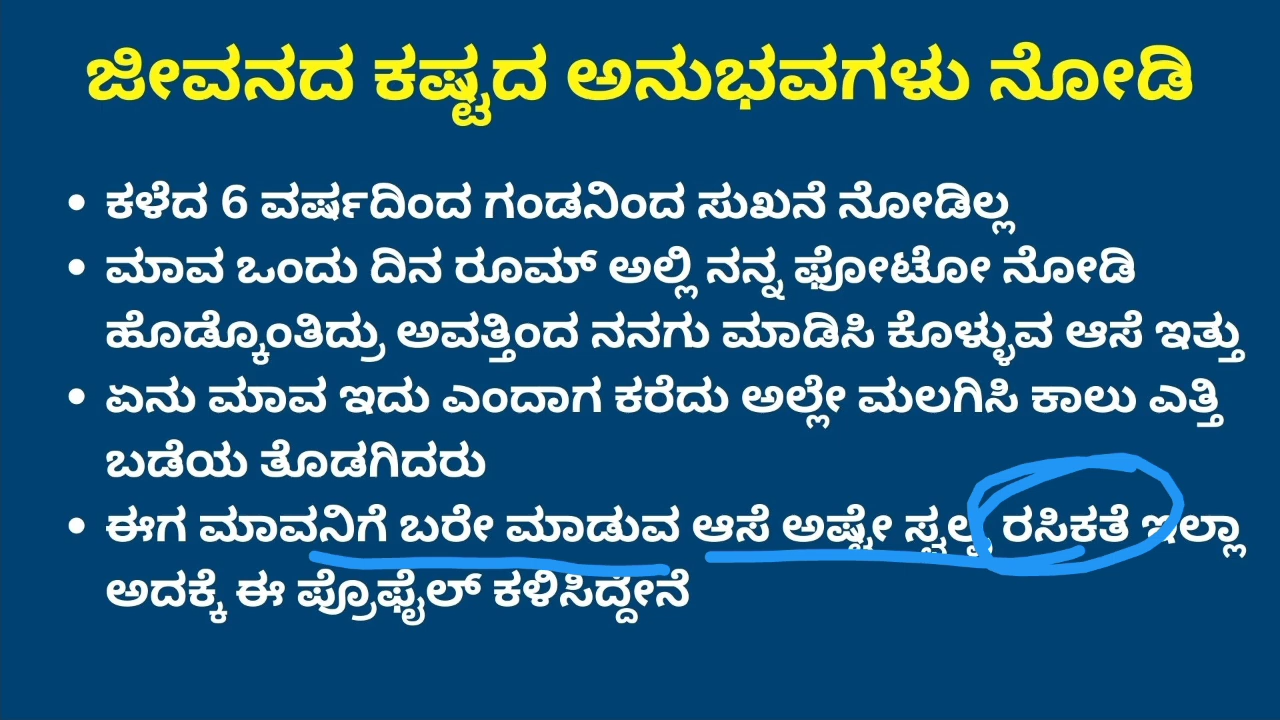 ಜೀವನದ ಕಷ್ಟದ ಅನುಭವಗಳು ನೋಡಿ
• ಕಳೆದ 6 ವರ್ಷದಿಂದ ಗಂಡನಿಂದ ಸುಖನೆ ನೋಡಿಲ್ಲ
• ಮಾವ ಒಂದು ದಿನ ರೂಮ್ ಅಲ್ಲಿ ನನ್ನ ಫೋಟೋ ನೋಡಿ
ಹೊಡ್ಕೊಂತಿದ್ರು ಅವತ್ತಿಂದ ನನಗು ಮಾಡಿಸಿ ಕೊಳ್ಳುವ ಆಸೆ ಇತ್ತು
• ಏನು ಮಾವ ಇದು ಎಂದಾಗ ಕರೆದು ಅಲ್ಲೇ ಮಲಗಿಸಿ ಕಾಲು ಎತ್ತಿ
ಬಡೆಯ ತೊಡಗಿದರು
• ಈಗ ಮಾವನಿಗೆ ಬರೇ ಮಾಡುವ ಆಸೆ ಅಷ್ಟೇ ಸ್ವಲ್ಪ ರಸಿಕತೆ ಇಲ್ಲಾ
ಅದಕ್ಕೆ ಈ ಪ್ರೊಫೈಲ್ ಕಳಿಸಿದ್ದೇನೆ